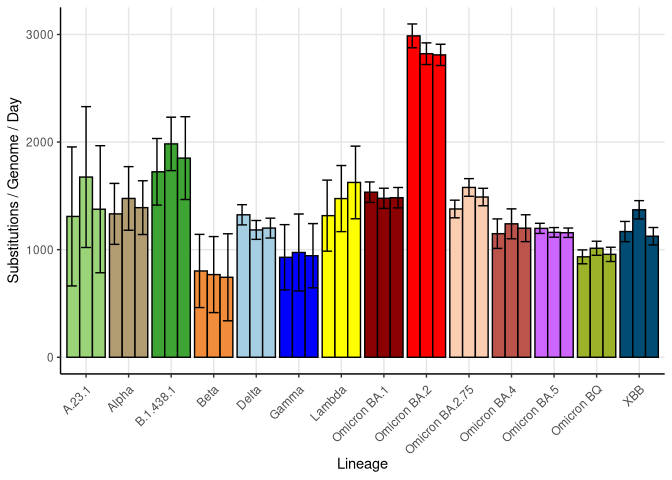 Substitutions / Genome / Day
3000
2000
1000
0
A.23.1
Alpha
B.1.438.1
Beta
Delta
Gamma
Lambda
Omicron BA.1
Omicron BA.2
Omicron BA.2.75
Omicron BA.4
Omicron BA.5
Omicron BQ
XBB
Lineage